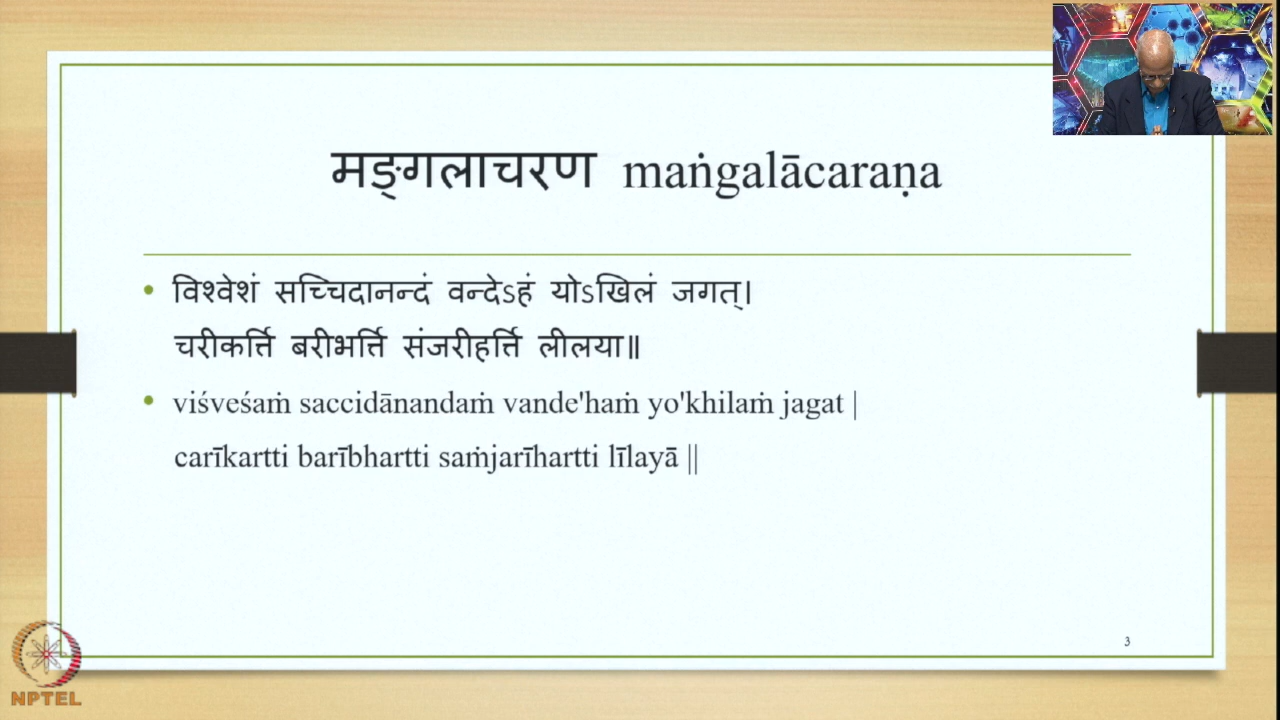 मङ्गलाचरण maṅgalācaraṇa
• विश्वेशं सच्चिदानन्दं वन्देऽहं योऽखिलं जगत्।
चरीकर्त्ति बरीभर्त्ति संजरीहर्त्ति लीलया॥
• viśveśaṁ saccidānandaṁ vande'haṁ yo'khilaṁ jagat |
carīkartti barībhartti saṁjarīhartti līlayā ||
3
NPTEL